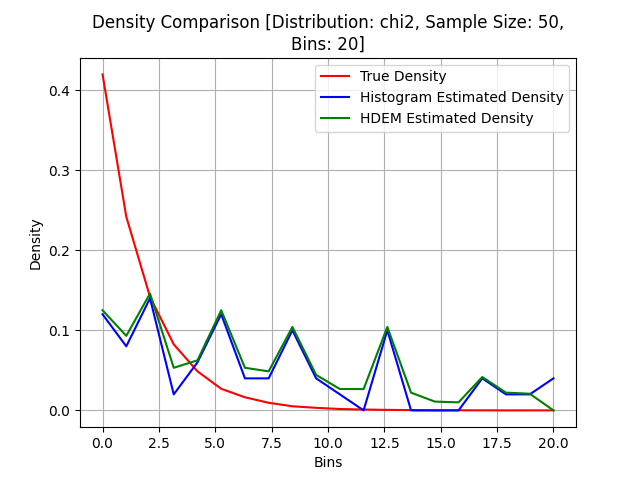 Density Comparison [Distribution: chi2, Sample Size: 50,
Bins: 20]
True Density
Histogram Estimated Density
HDEM Estimated Density
Density
0.4
0.3
0.2
0.1
0.0
0.0 2.5 5.0 7.5 10.0 12.5 15.0 17.5 20.0
Bins